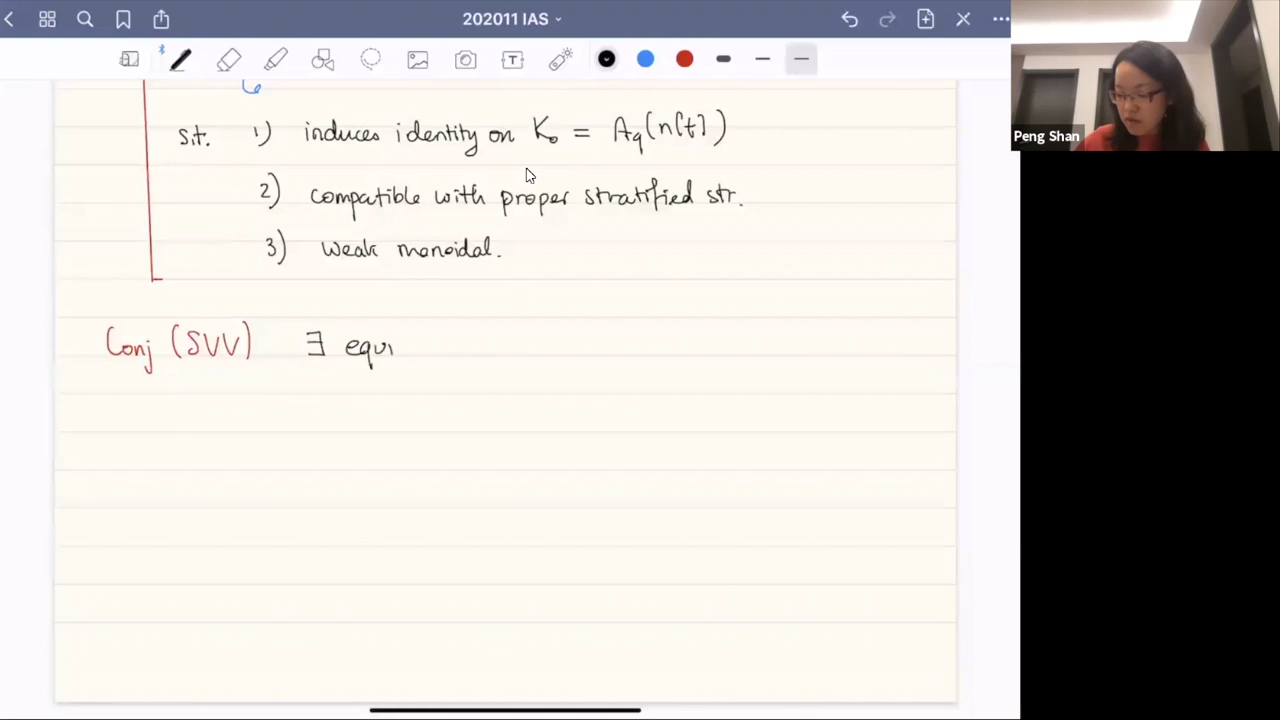 202011 IAS
Peng Shan
s.t. 1) induces identity on K₀ = A_q(n[t])
2) compatible with proper stratified str.
3) weak monoidal.
Conj (SVV) ∃ equi